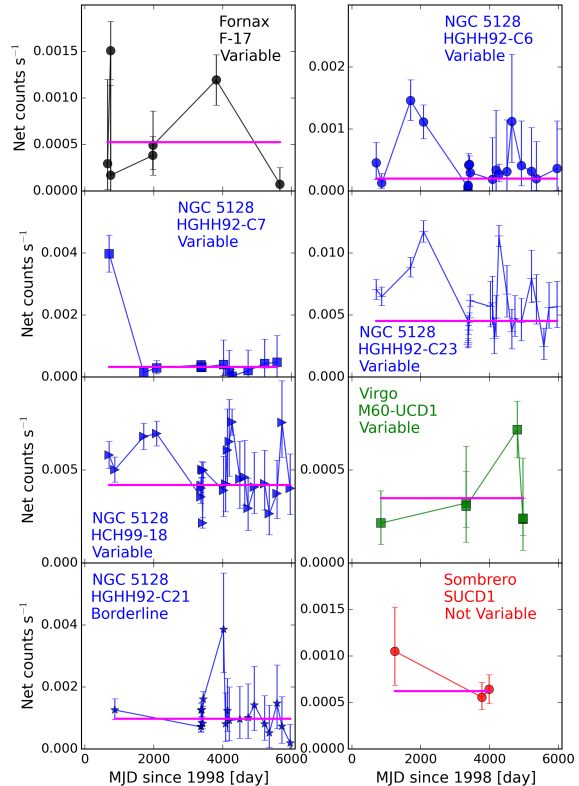 Fornax
F-17
Variable
0.0015
0.0010
0.0005
0.0000
Net counts s⁻¹
NGC 5128
HGHH92-C6
Variable
0.002
0.001
0.000
NGC 5128
HGHH92-C7
Variable
0.004
0.002
0.000
Net counts s⁻¹
NGC 5128
HGHH92-C23
Variable
0.010
0.005
0.000
NGC 5128
HCH99-18
Variable
0.005
0.000
Net counts s⁻¹
Virgo
M60-UCD1
Variable
0.0005
0.0000
NGC 5128
HGHH92-C21
Borderline
0.004
0.002
0.000
Net counts s⁻¹
0 2000 4000 6000
MJD since 1998 [day]
Sombrero
SUCD1
Not Variable
0.0015
0.0010
0.0005
0.0000
0 2000 4000 6000
MJD since 1998 [day]